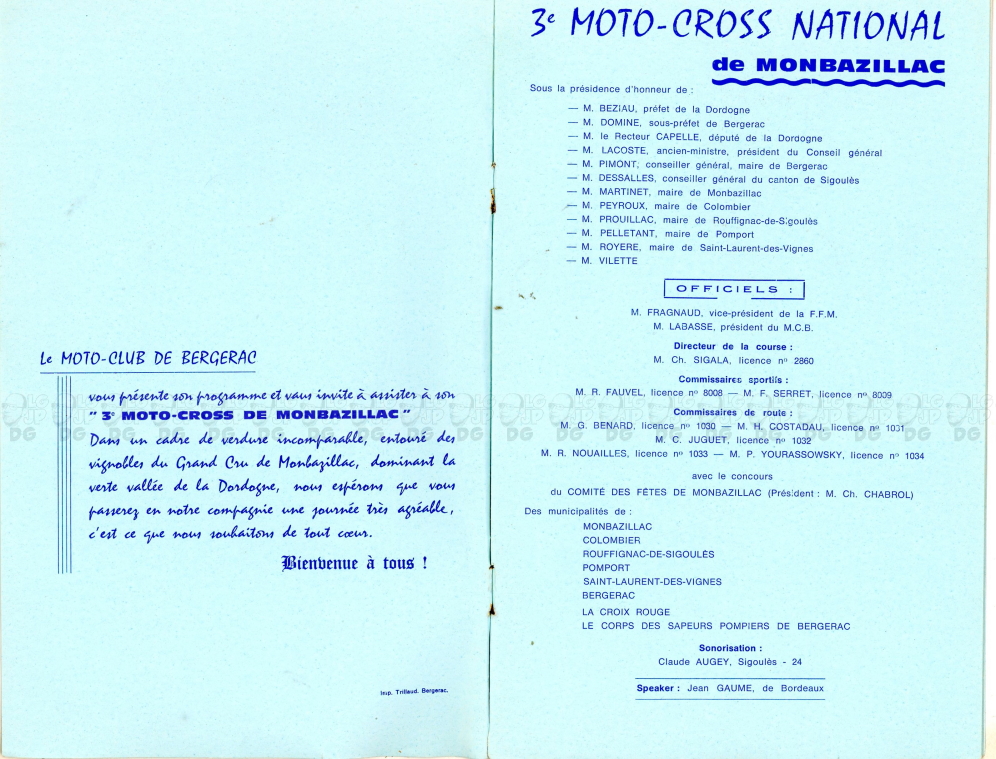 Le MOTO-CLUB DE BERGERAC
vous présente son programme et vous invite à assister à son
" 3e MOTO-CROSS DE MONBAZILLAC "
Dans un cadre de verdure incomparable, entouré des
vignobles du Grand Cru de Monbazillac, dominant la
verte vallée de la Dordogne, nous espérons que vous
passerez en notre compagnie une journée très agréable,
c'est ce que nous souhaitons de tout cœur.
Bienvenue à tous !
Imp. Trillaud. Bergerac.
3e MOTO-CROSS NATIONAL
de MONBAZILLAC
Sous la présidence d'honneur de :
— M. BEZIAU, préfet de la Dordogne
— M. DOMINE, sous-préfet de Bergerac
— M. le Recteur CAPELLE, député de la Dordogne
— M. LACOSTE, ancien-ministre, président du Conseil général
— M. PIMONT, conseiller général, maire de Bergerac
— M. DESSALLES, conseiller général du canton de Sigoulès
— M. MARTINET, maire de Monbazillac
— M. PEYROUX, maire de Colombier
— M. PROUILLAC, maire de Rouffignac-de-Sigoulès
— M. PELLETANT, maire de Pomport
— M. ROYERE, maire de Saint-Laurent-des-Vignes
— M. VILETTE
OFFICIELS :
M. FRAGNAUD, vice-président de la F.F.M.
M. LABASSE, président du M.C.B.
Directeur de la course :
M. Ch. SIGALA, licence no 2860
Commissaires sportifs :
M. R. FAUVEL, licence no 8008 — M. F. SERRET, licence no 8009
Commissaires de route :
M. G. BENARD, licence no 1030 — M. H. COSTADAU, licence no 1031
M. C. JUGUET, licence no 1032
M. R. NOUAILLES, licence no 1033 — M. P. YOURASSOWSKY, licence no 1034
avec le concours
du COMITÉ DES FÊTES DE MONBAZILLAC (Président : M. Ch. CHABROL)
Des municipalités de :
MONBAZILLAC
COLOMBIER
ROUFFIGNAC-DE-SIGOULÈS
POMPORT
SAINT-LAURENT-DES-VIGNES
BERGERAC
LA CROIX ROUGE
LE CORPS DES SAPEURS POMPIERS DE BERGERAC
Sonorisation :
Claude AUGEY, Sigoulès - 24
Speaker : Jean GAUME, de Bordeaux